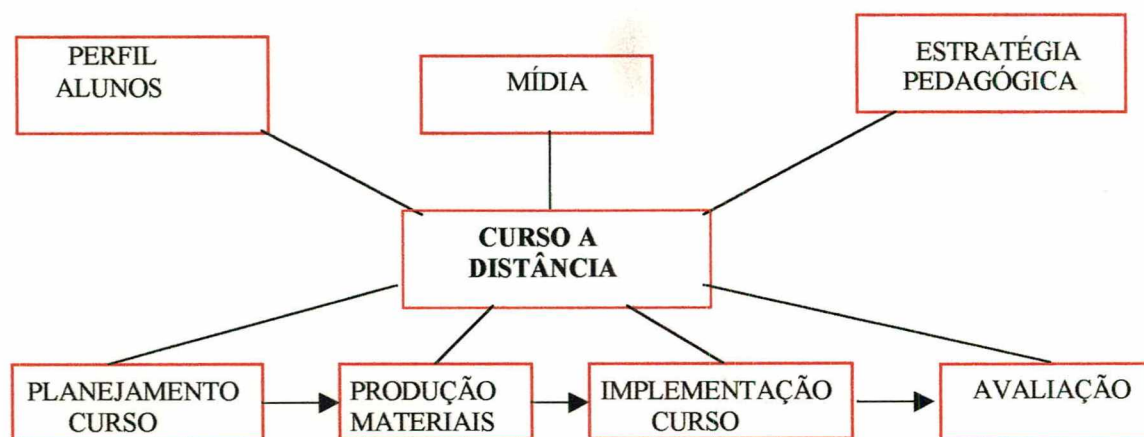 PERFIL
ALUNOS
MÍDIA
ESTRATÉGIA
PEDAGÓGICA
CURSO A
DISTÂNCIA
PLANEJAMENTO
CURSO
PRODUÇÃO
MATERIAIS
IMPLEMENTAÇÃO
CURSO
AVALIAÇÃO